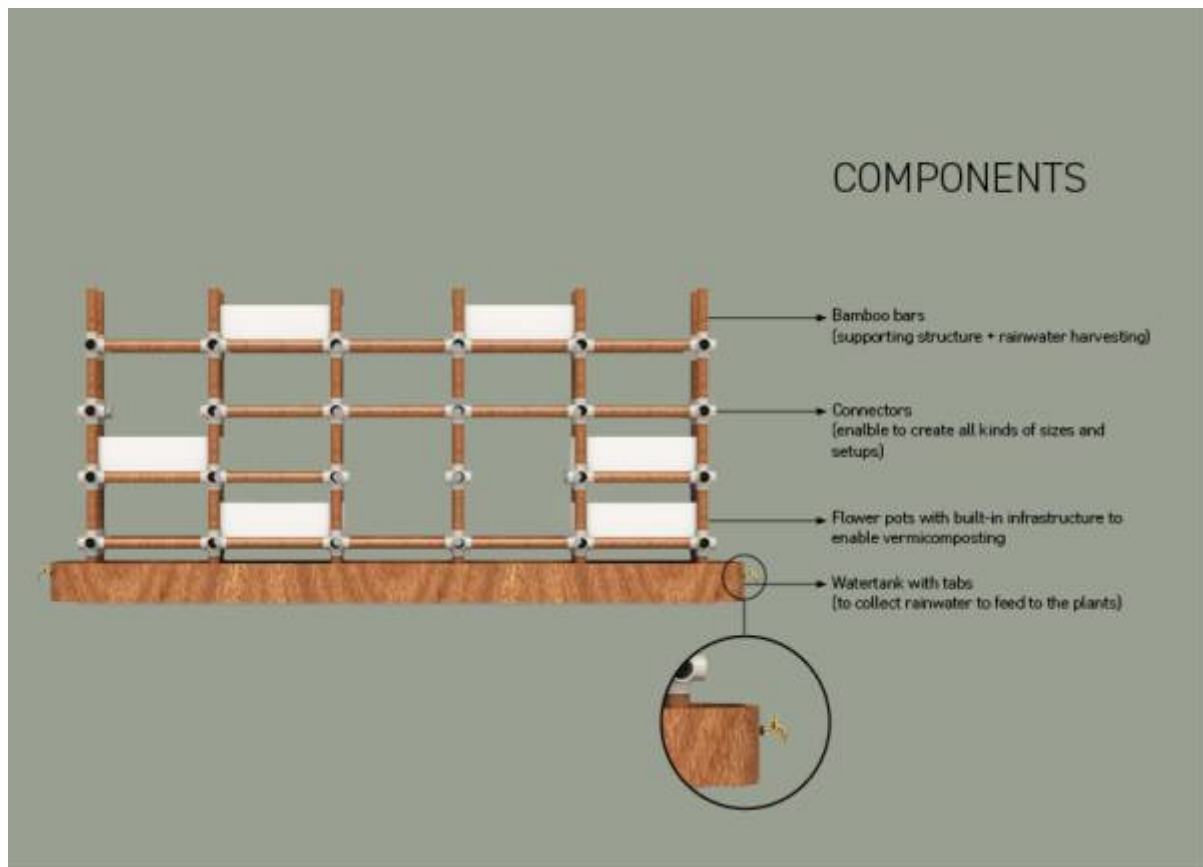 COMPONENTS
Bamboo bars
(supporting structure + rainwater harvesting)
Connectors
(enalble to create all kinds of sizes and
setups)
Flower pots with built-in infrastructure to
enable vermicomposting
Watertank with tabs
(to collect rainwater to feed to the plants)